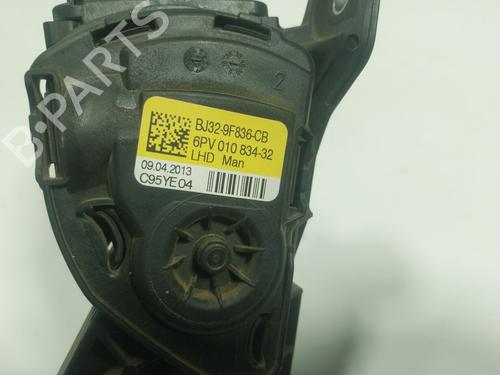 2
BJ32-9F836-CB
6PV 010 834-32
LHD Man
09.04.2013
C95YE04
B-PARTS